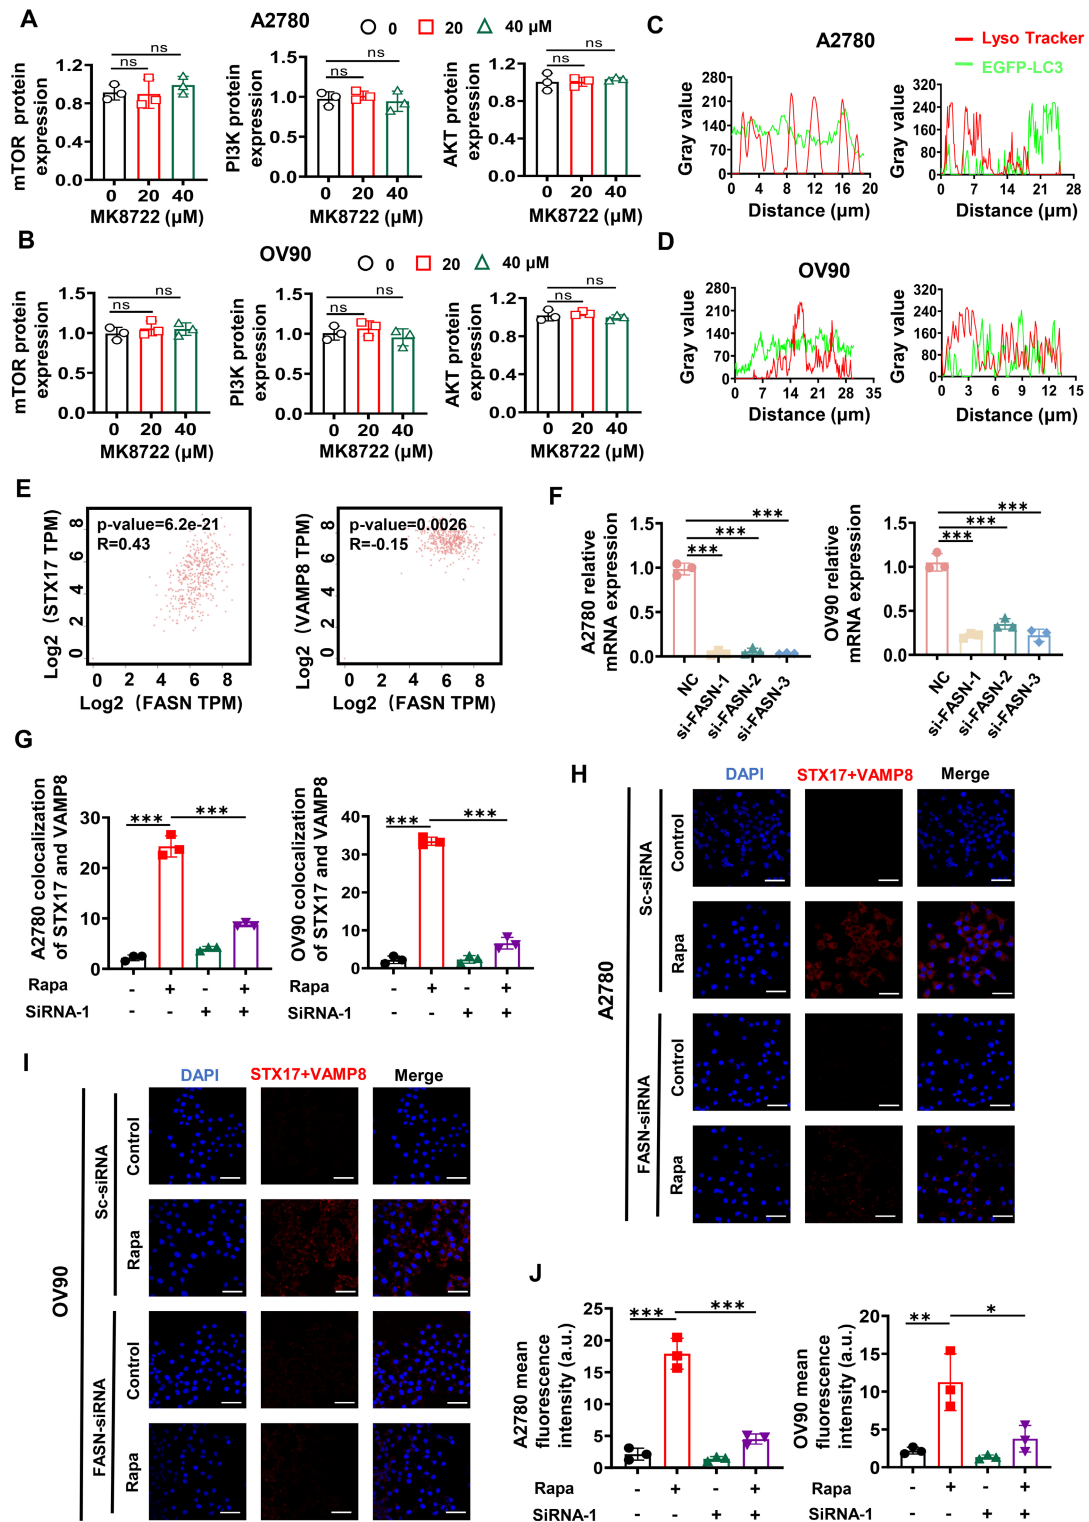 A
A2780
0 20 40 μM
mTOR protein expression
1.2
0.8
0.4
0.0
ns
ns
0 20 40
MK8722 (μM)
PI3K protein expression
1.5
1.0
0.5
0.0
ns
ns
0 20 40
MK8722 (μM)
AKT protein expression
1.2
0.8
0.4
0.0
ns
ns
0 20 40
MK8722 (μM)
B
OV90
0 20 40 μM
mTOR protein expression
1.5
1.0
0.5
0.0
ns
ns
0 20 40
MK8722 (μM)
PI3K protein expression
1.5
1.0
0.5
0.0
ns
ns
0 20 40
MK8722 (μM)
AKT protein expression
1.2
0.8
0.4
0.0
ns
ns
0 20 40
MK8722 (μM)
C
A2780
Lyso Tracker
EGFP-LC3
Gray value
280
210
140
70
0
0 4 8 12 16 20
Distance (μm)
Gray value
320
240
160
80
0
0 7 14 21 28
Distance (μm)
D
OV90
Gray value
280
210
140
70
0
0 7 14 21 28 35
Distance (μm)
Gray value
320
240
160
80
0
0 3 6 9 12 15
Distance (μm)
E
Log2 (STX17 TPM)
8
6
4
2
0
p-value=6.2e-21
R=0.43
0 2 4 6 8
Log2 (FASN TPM)
Log2 (VAMP8 TPM)
8
6
4
2
0
p-value=0.0026
R=-0.15
0 2 4 6 8
Log2 (FASN TPM)
F
A2780 relative mRNA expression
1.5
1.0
0.5
0.0
***
***
***
NC
si-FASN-1
si-FASN-2
si-FASN-3
OV90 relative mRNA expression
1.5
1.0
0.5
0.0
***
***
***
NC
si-FASN-1
si-FASN-2
si-FASN-3
G
A2780 colocalization of STX17 and VAMP8
30
20
10
0
*** ***
Rapa - + - +
SiRNA-1 - - + +
OV90 colocalization of STX17 and VAMP8
40
30
20
10
0
*** ***
Rapa - + - +
SiRNA-1 - - + +
H
DAPI STX17+VAMP8 Merge
A2780
Sc-siRNA
Control
Rapa
FASN-siRNA
Control
Rapa
I
DAPI STX17+VAMP8 Merge
OV90
Sc-siRNA
Control
Rapa
FASN-siRNA
Control
Rapa
J
A2780 mean fluorescence intensity (a.u.)
25
20
15
10
5
0
*** ***
Rapa - + - +
SiRNA-1 - - + +
OV90 mean fluorescence intensity (a.u.)
20
15
10
5
0
** *
Rapa - + - +
SiRNA-1 - - + +